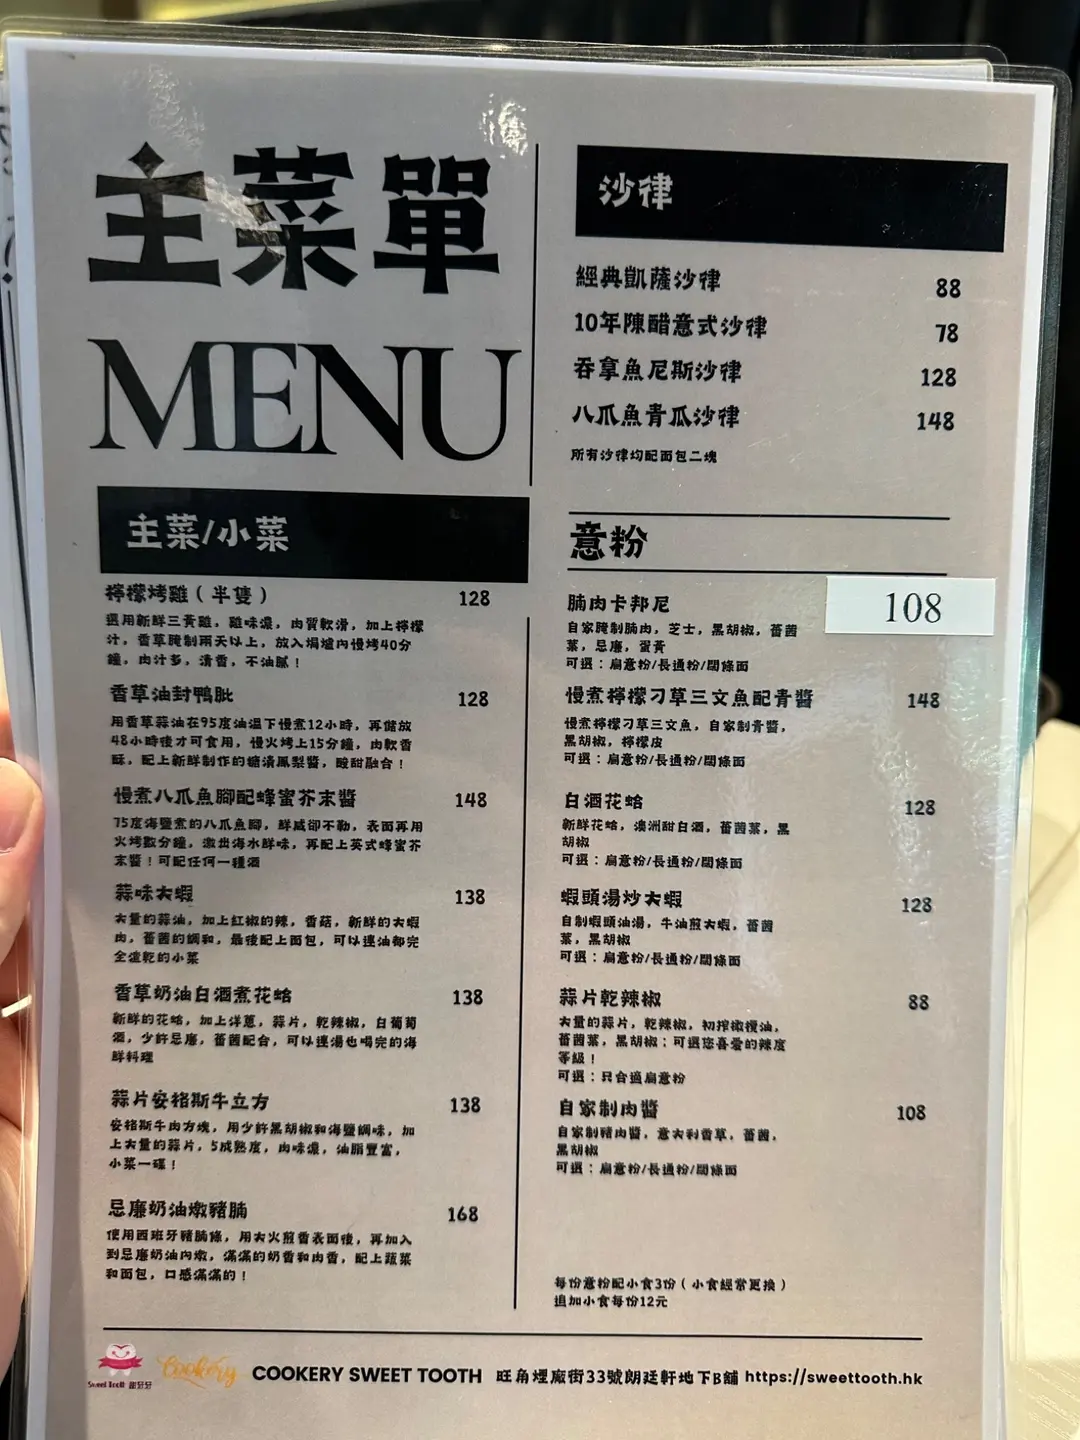 主菜單
MENU
主菜/小菜
檸檬烤雞（半隻） 128
選用新鮮三黃雞，雞味濃，肉質軟滑，加上檸檬
汁，香草醃制兩天以上，放入焗爐內慢烤40分
鐘，肉汁多，清香，不油膩！
香草油封鴨肶 128
用香草蒜油在95度油溫下慢煮12小時，再儲放
48小時後才可食用，慢火烤上15分鐘，肉軟香
酥，配上新鮮制作的糖漬鳳梨醬，酸甜融合！
慢煮八爪魚腳配蜂蜜芥末醬 148
75度海鹽煮的八爪魚腳，鮮咸卻不韌，表面再用
火烤數分鐘，激出海水鮮味，再配上英式蜂蜜芥
末醬！可配任何一種酒
蒜味大蝦 138
大量的蒜油，加上紅椒的辣，香菇，新鮮的大蝦
肉，蕃茜的調和，最後配上面包，可以連油都完
全渣乾的小菜
香草奶油白酒煮花蛤 138
新鮮的花蛤，加上洋蔥，蒜片，乾辣椒，白葡萄
酒，少許忌廉，蕃茜配合，可以連湯也喝完的海
鮮料理
蒜片安格斯牛立方 138
安格斯牛肉方塊，用少許黑胡椒和海鹽調味，加
上大量的蒜片，5成熟度，肉味濃，油脂豐富，
小菜一碟！
忌廉奶油燉豬腩 168
使用西班牙豬腩條，用大火煎香表面後，再加入
到忌廉奶油內燉，滿滿的奶香和肉香，配上蔬菜
和面包，口感滿滿的！
沙律
經典凱薩沙律 88
10年陳醋意式沙律 78
吞拿魚尼斯沙律 128
八爪魚青瓜沙律 148
所有沙律均配面包二塊
意粉
腩肉卡邦尼 108
自家醃制腩肉，芝士，黑胡椒，蕃茜
葉，忌廉，蛋黃
可選：扁意粉/長通粉/闊條面
慢煮檸檬刁草三文魚配青醬 148
慢煮檸檬刁草三文魚，自家制青醬，
黑胡椒，檸檬皮
可選：扁意粉/長通粉/闊條面
白酒花蛤 128
新鮮花蛤，澳洲甜白酒，蕃茜葉，黑
胡椒
可選：扁意粉/長通粉/闊條面
蝦頭湯炒大蝦 128
自制蝦頭油湯，牛油煎大蝦，蕃茜
葉，黑胡椒
可選：扁意粉/長通粉/闊條面
蒜片乾辣椒 88
大量的蒜片，乾辣椒，初搾橄欖油，
蕃茜葉，黑胡椒；可選您喜愛的辣度
等級！
可選：只合適扁意粉
自家制肉醬 108
自家制豬肉醬，意大利香草，蕃茜，
黑胡椒
可選：扁意粉/長通粉/闊條面
每份意粉配小食3份（小食經常更換）
追加小食每份12元
Sweet Tooth 甜牙牙 Cookery COOKERY SWEET TOOTH 旺角煙廠街33號朗廷軒地下B舖 https://sweettooth.hk